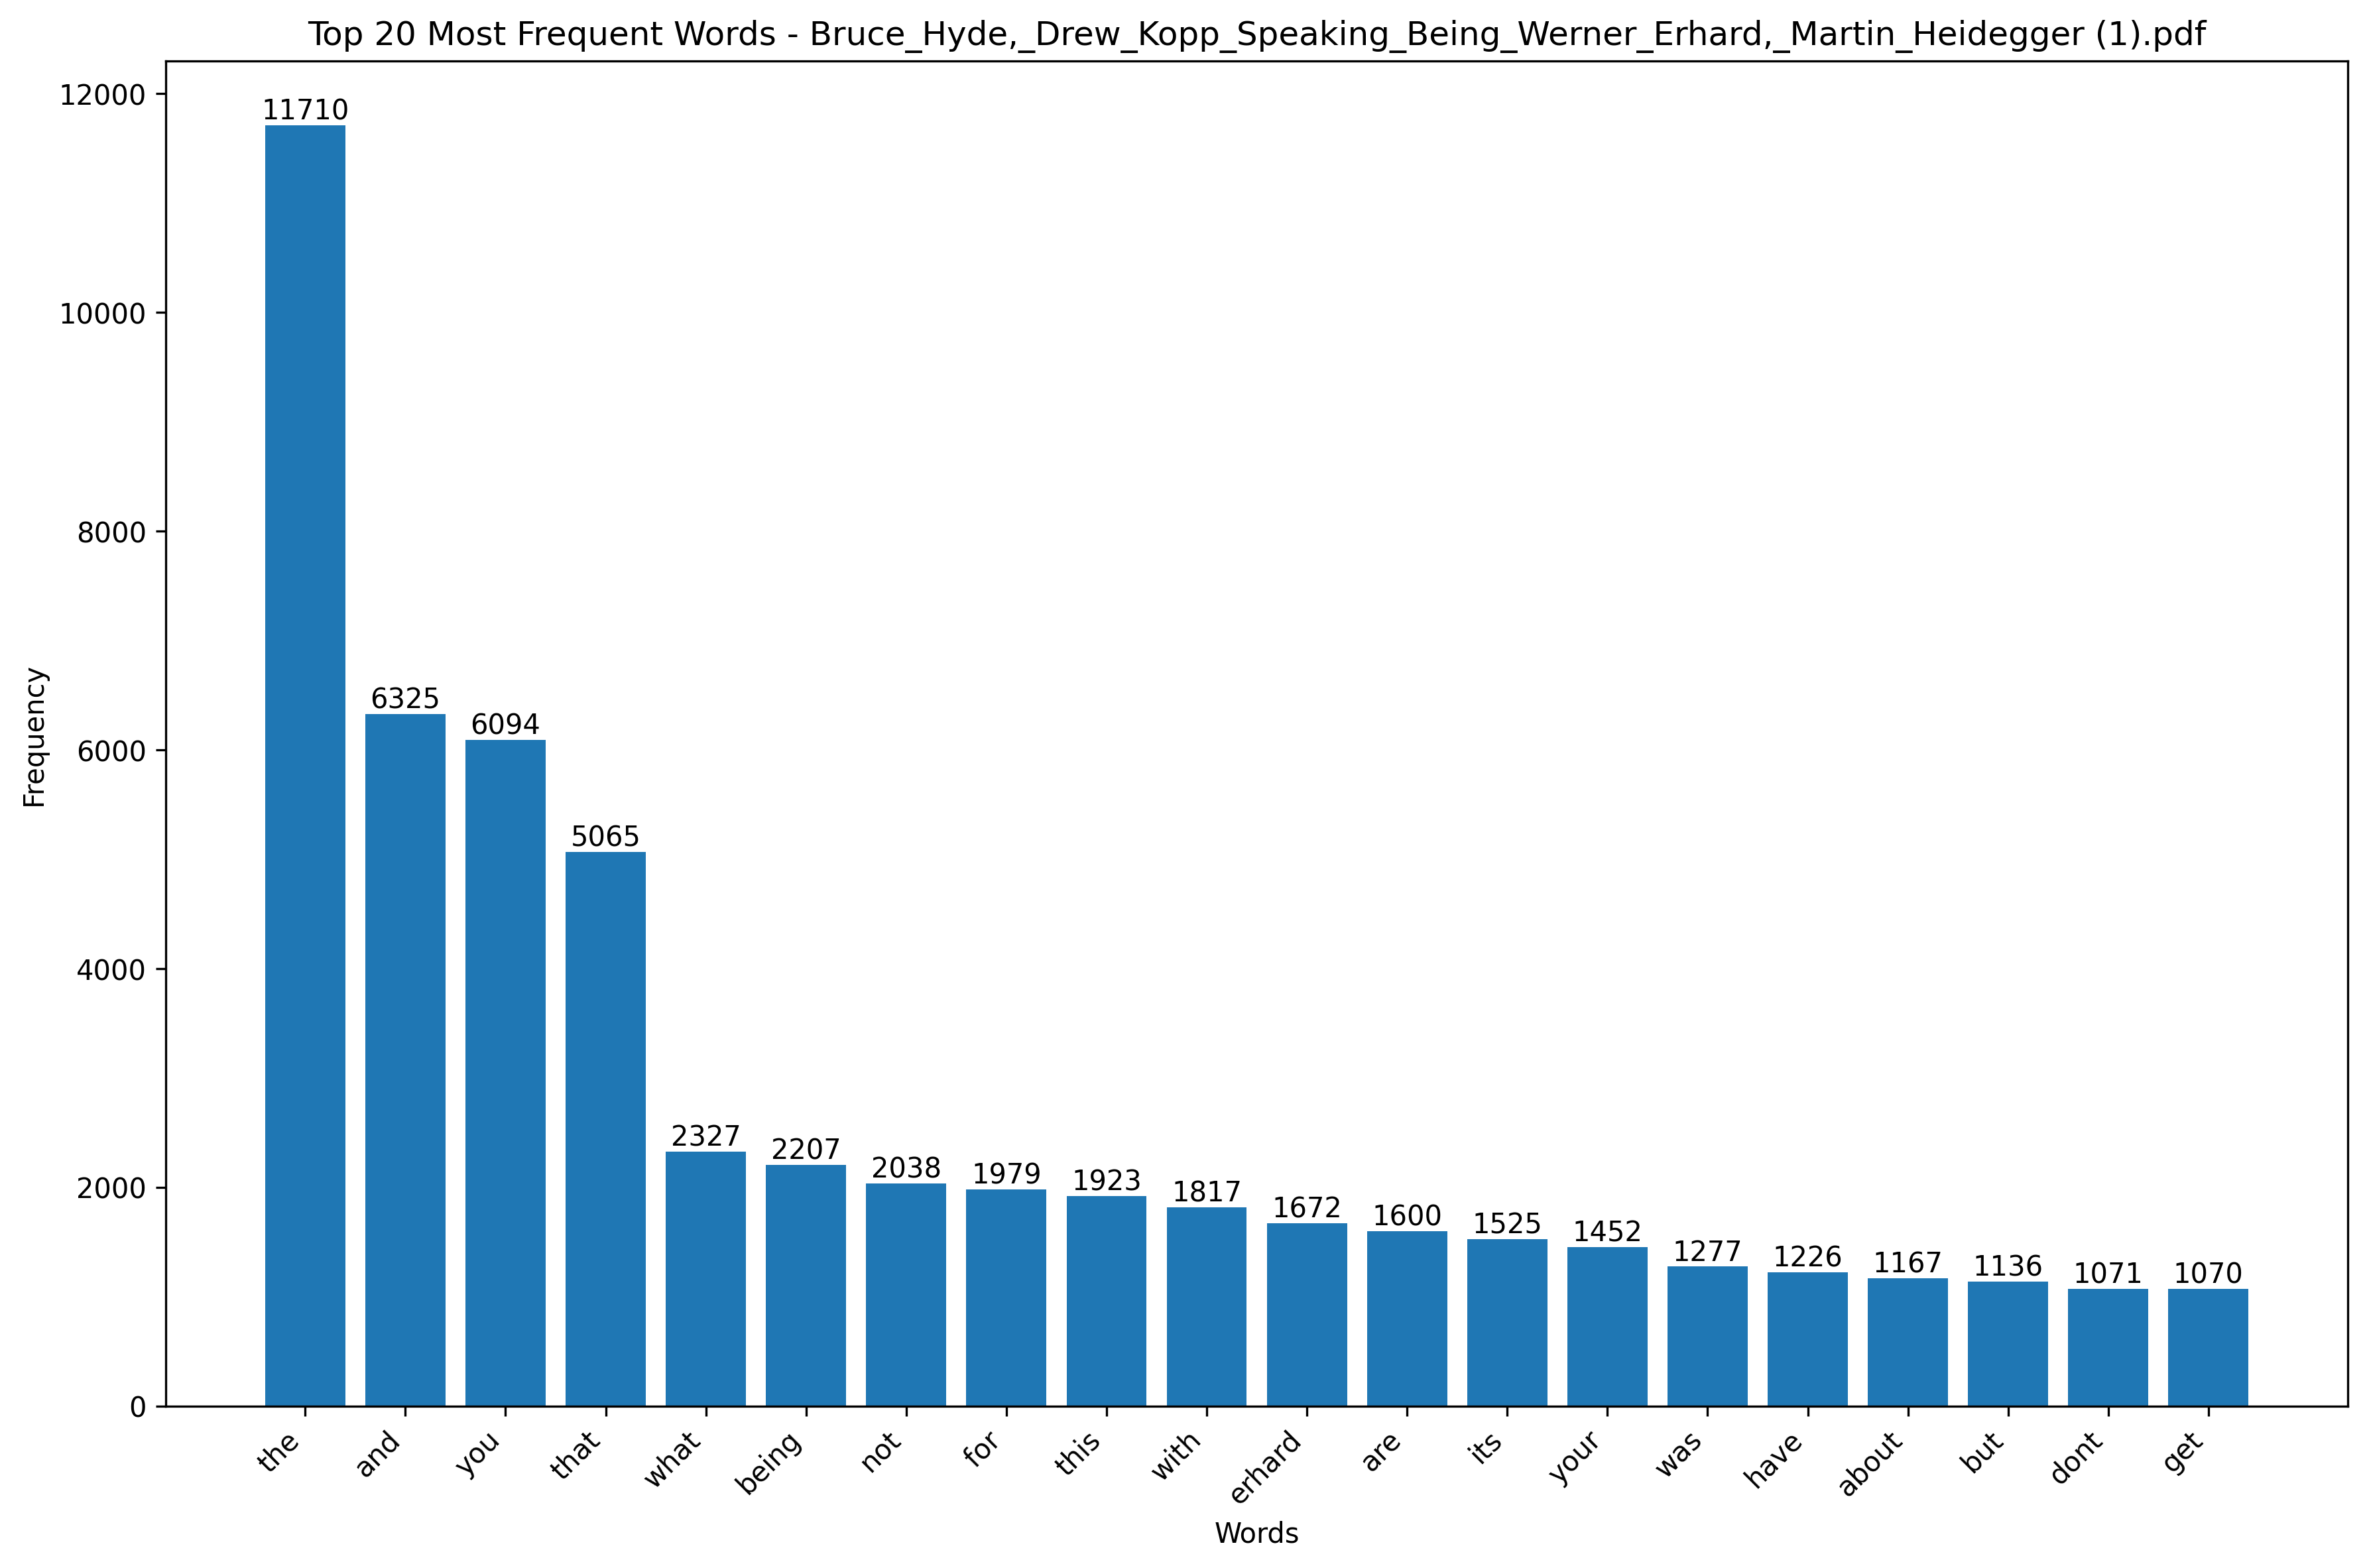 Top 20 Most Frequent Words - Bruce_Hyde,_Drew_Kopp_Speaking_Being_Werner_Erhard,_Martin_Heidegger (1).pdf
12000
10000
8000
6000
4000
2000
0
Frequency
11710
6325
6094
5065
2327
2207
2038
1979
1923
1817
1672
1600
1525
1452
1277
1226
1167
1136
1071
1070
the
and
you
that
what
being
not
for
this
with
erhard
are
its
your
was
have
about
but
dont
get
Words